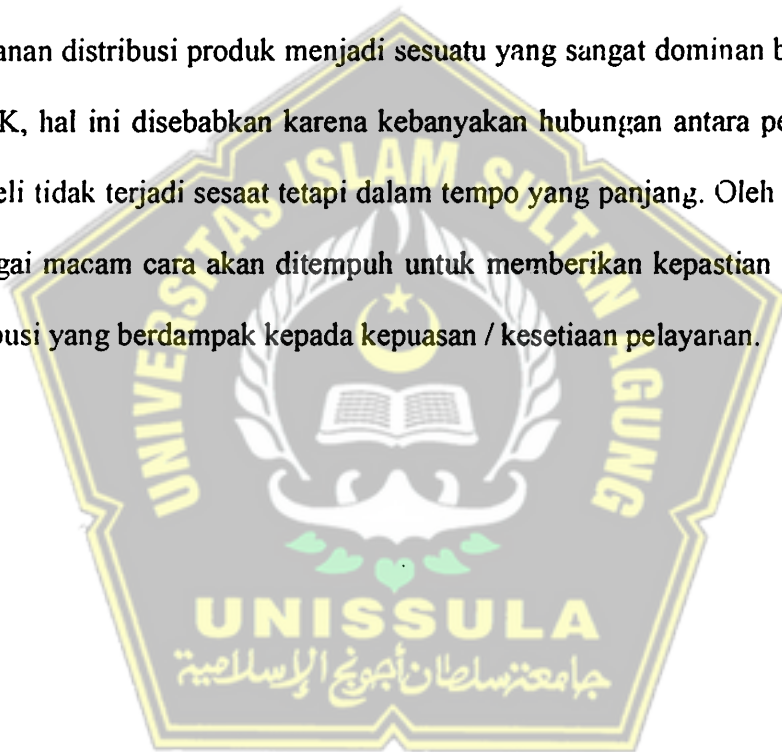 anan distribusi produk menjadi sesuatu yang sangat dominan b
K, hal ini disebabkan karena kebanyakan hubungan antara pe
eli tidak terjadi sesaat tetapi dalam tempo yang panjang. Oleh
gai macam cara akan ditempuh untuk memberikan kepastian
usi yang berdampak kepada kepuasan / kesetiaan pelayanan.
UNIVERSITAS ISLAM SULTAN AGUNG
UNISSULA
جامعة سلطان أجونج الإسلامية